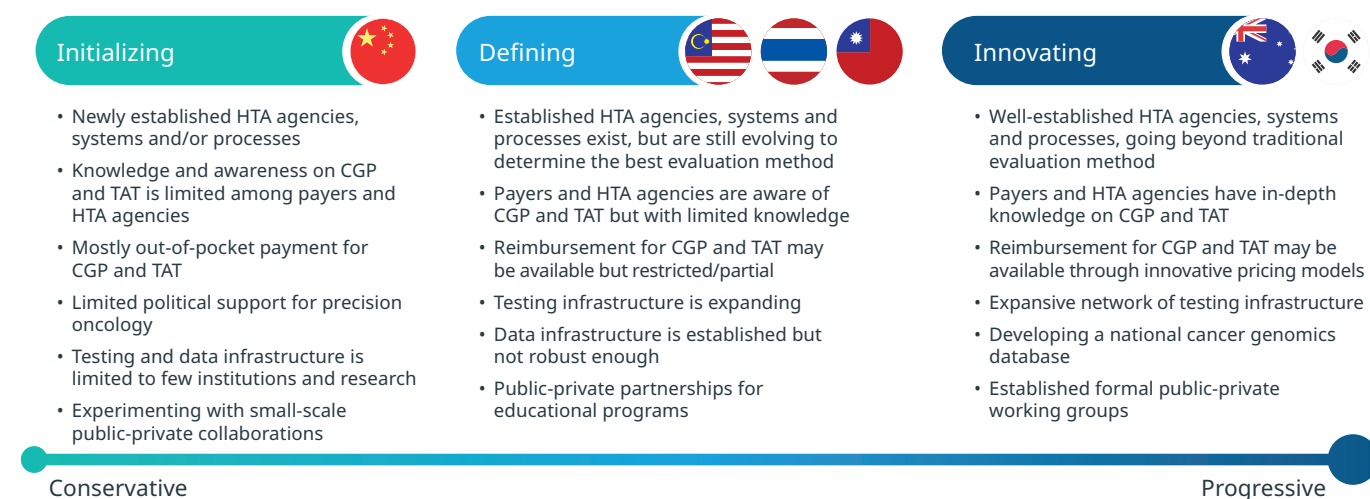 Initializing
• Newly established HTA agencies,
systems and/or processes
• Knowledge and awareness on CGP
and TAT is limited among payers and
HTA agencies
• Mostly out-of-pocket payment for
CGP and TAT
• Limited political support for precision
oncology
• Testing and data infrastructure is
limited to few institutions and research
• Experimenting with small-scale
public-private collaborations
Defining
• Established HTA agencies, systems and
processes exist, but are still evolving to
determine the best evaluation method
• Payers and HTA agencies are aware of
CGP and TAT but with limited knowledge
• Reimbursement for CGP and TAT may
be available but restricted/partial
• Testing infrastructure is expanding
• Data infrastructure is established but
not robust enough
• Public-private partnerships for
educational programs
Innovating
• Well-established HTA agencies, systems
and processes, going beyond traditional
evaluation method
• Payers and HTA agencies have in-depth
knowledge on CGP and TAT
• Reimbursement for CGP and TAT may be
available through innovative pricing models
• Expansive network of testing infrastructure
• Developing a national cancer genomics
database
• Established formal public-private
working groups
Conservative
Progressive